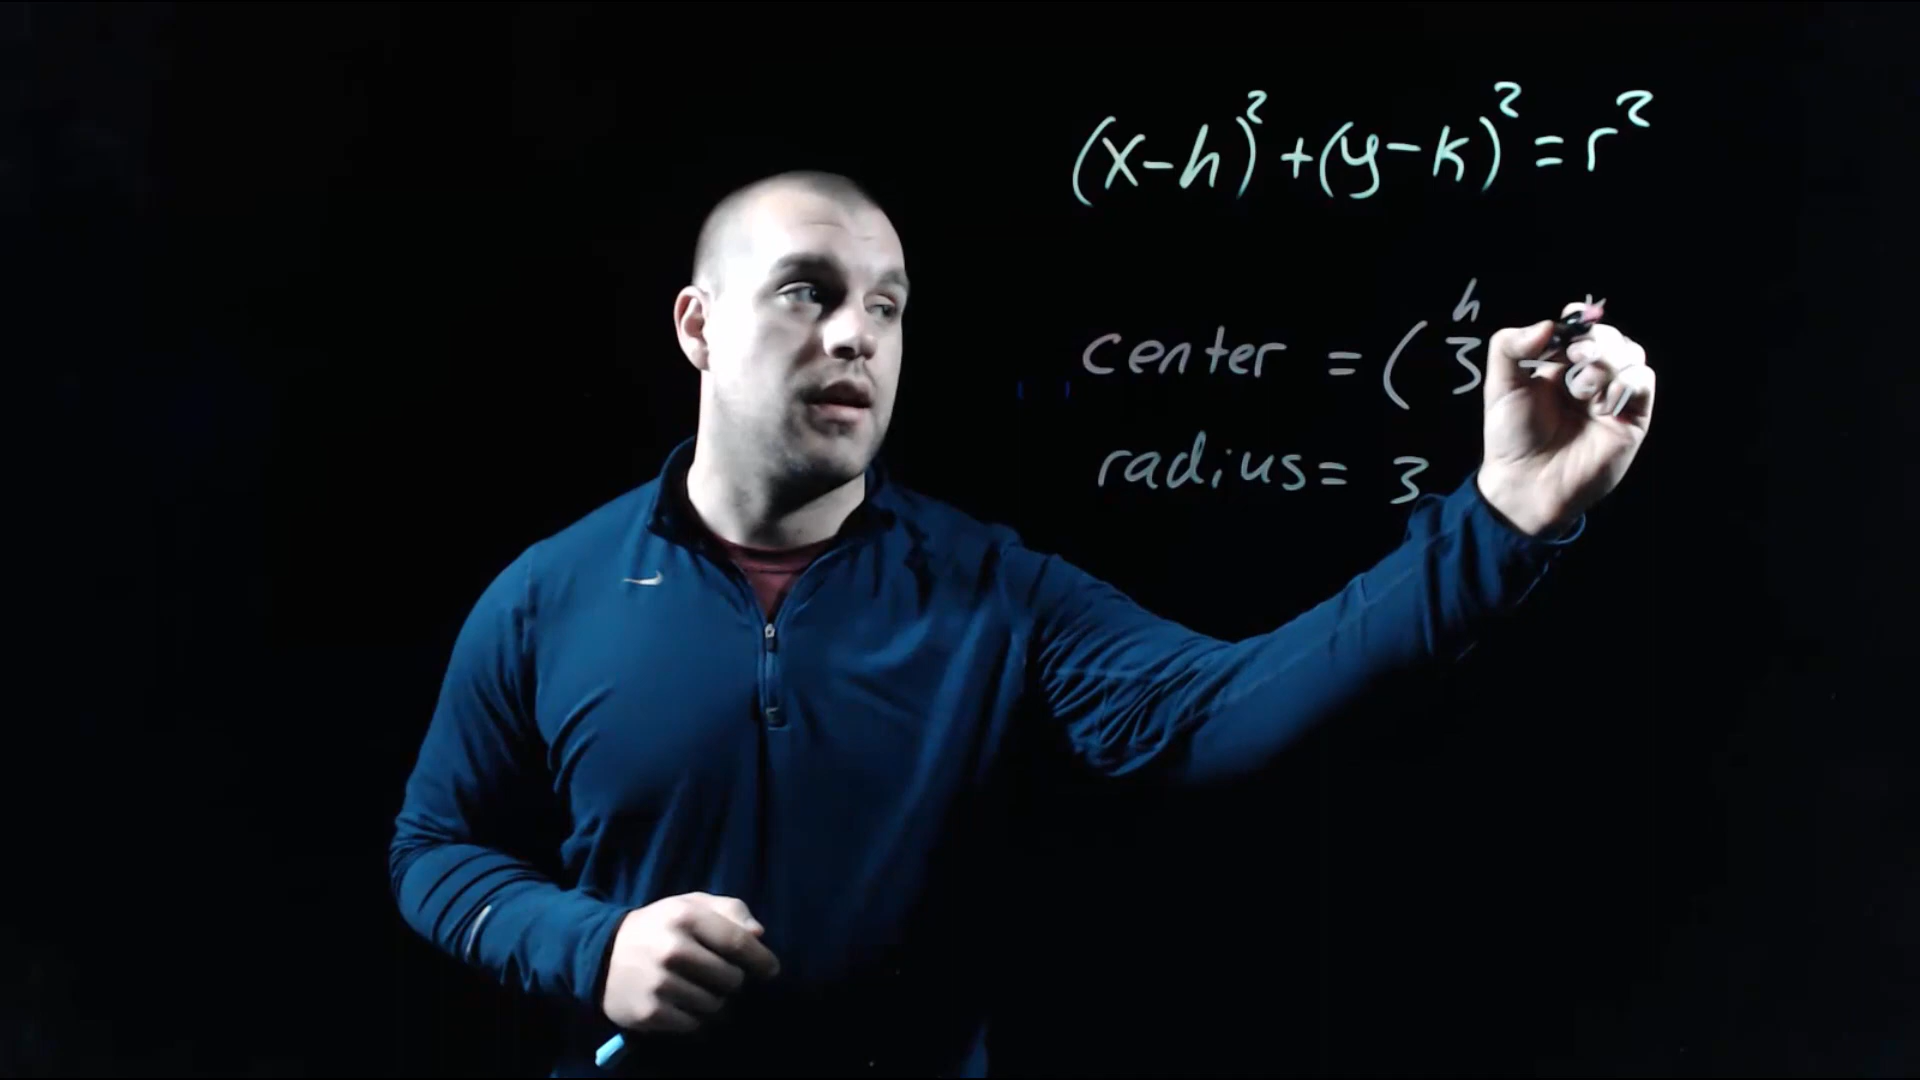 (x-h)²+(y-k)²=r²
h
center = (3
radius= 3